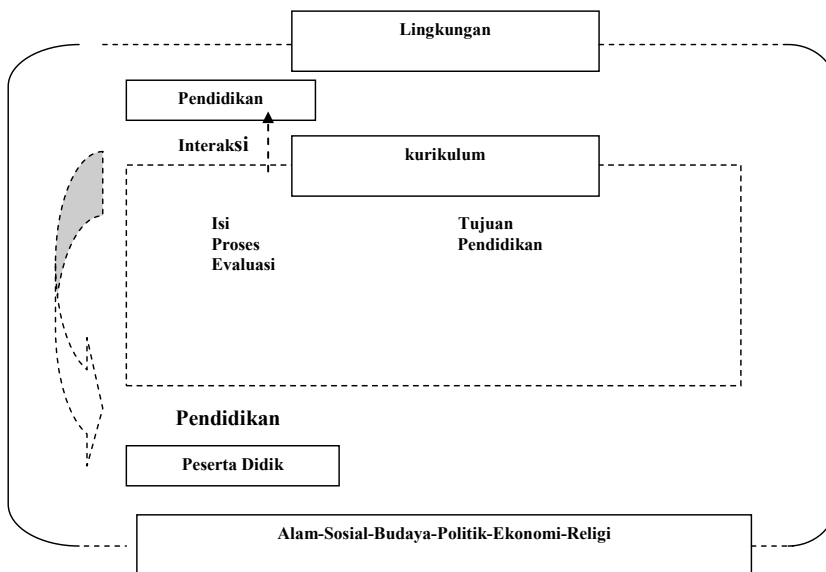 Lingkungan
Pendidikan
Interaksi
kurikulum
Isi
Proses
Evaluasi
Tujuan
Pendidikan
Pendidikan
Peserta Didik
Alam-Sosial-Budaya-Politik-Ekonomi-Religi